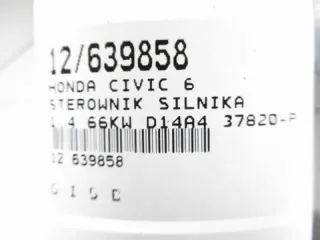 12/639858
HONDA CIVIC 6
STEROWNIK SILNIKA
1.4 66KW D14A4 37820-P
12 639858